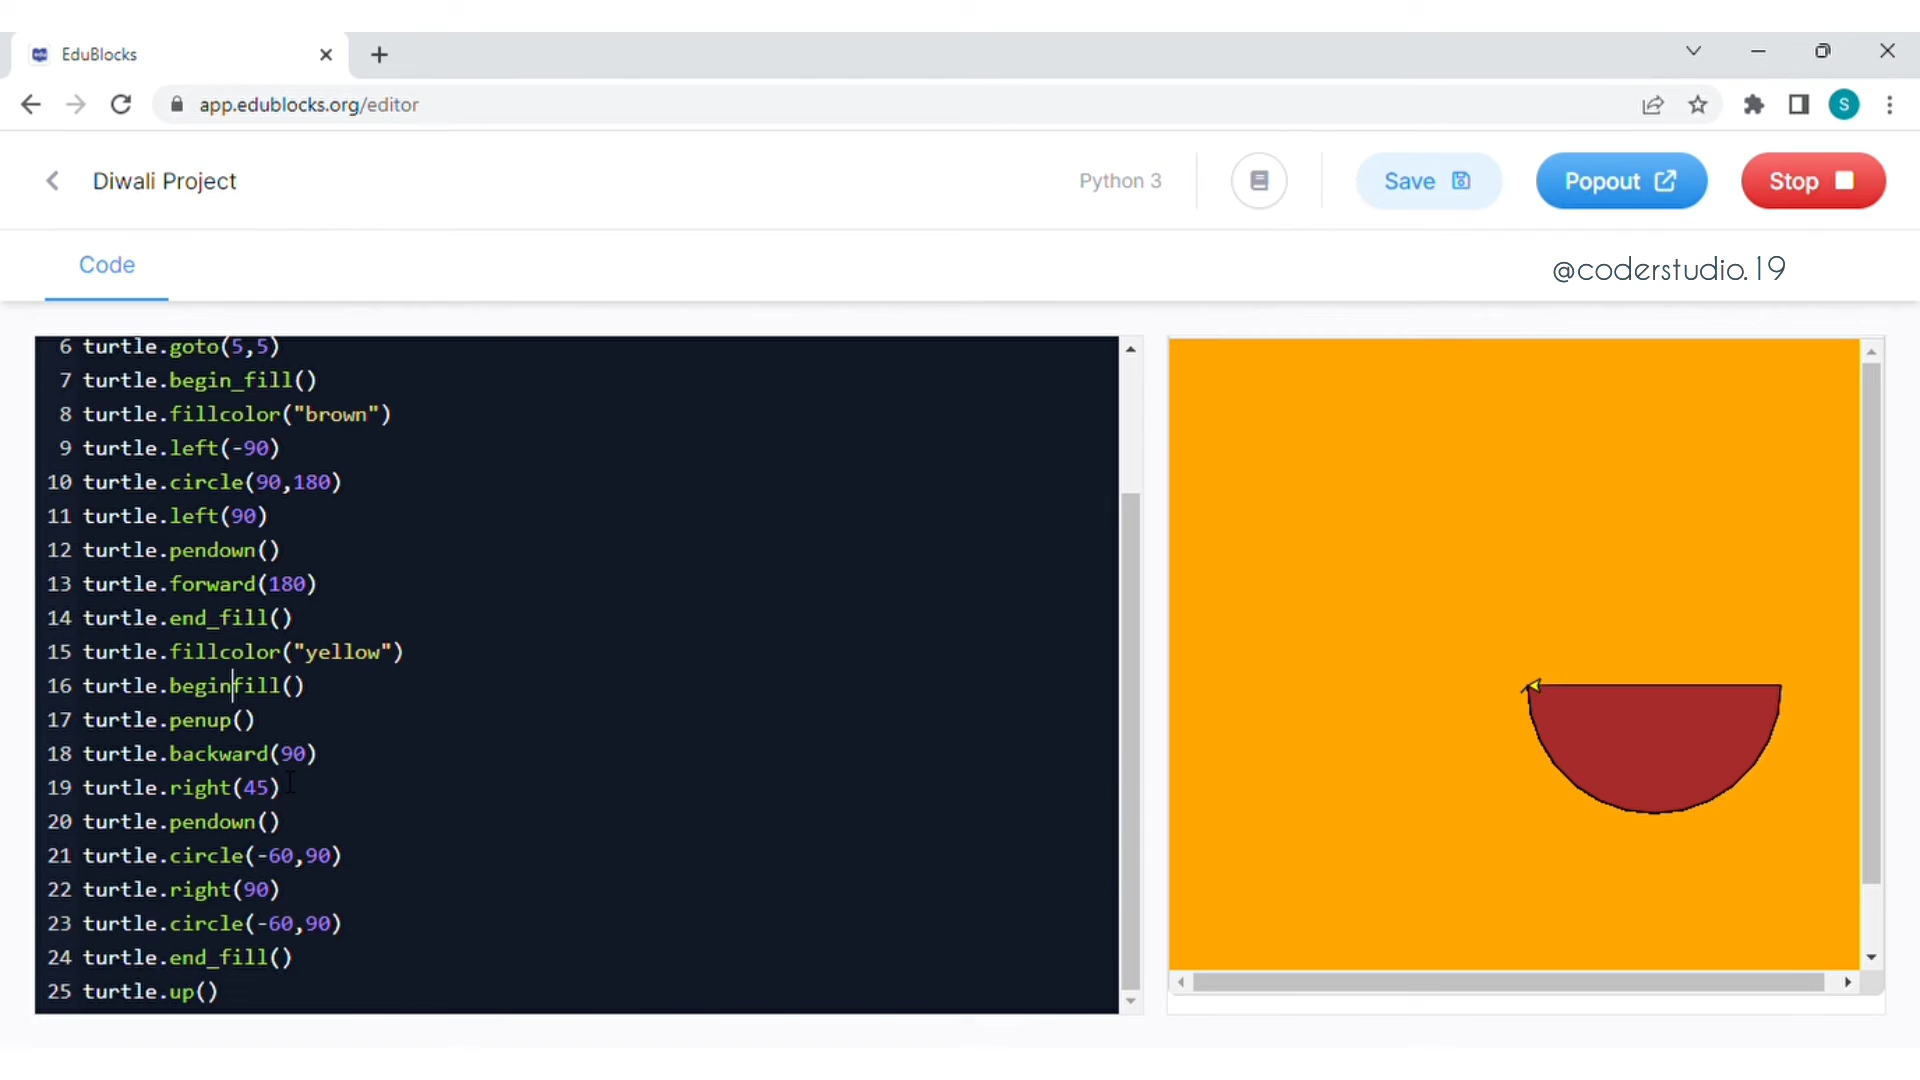 EduBlocks
app.edublocks.org/editor
S
Diwali Project
Python 3
Save
Popout
Stop
Code
@coderstudio.19
6 turtle.goto(5,5)
7 turtle.begin_fill()
8 turtle.fillcolor("brown")
9 turtle.left(-90)
10 turtle.circle(90,180)
11 turtle.left(90)
12 turtle.pendown()
13 turtle.forward(180)
14 turtle.end_fill()
15 turtle.fillcolor("yellow")
16 turtle.beginfill()
17 turtle.penup()
18 turtle.backward(90)
19 turtle.right(45)
20 turtle.pendown()
21 turtle.circle(-60,90)
22 turtle.right(90)
23 turtle.circle(-60,90)
24 turtle.end_fill()
25 turtle.up()